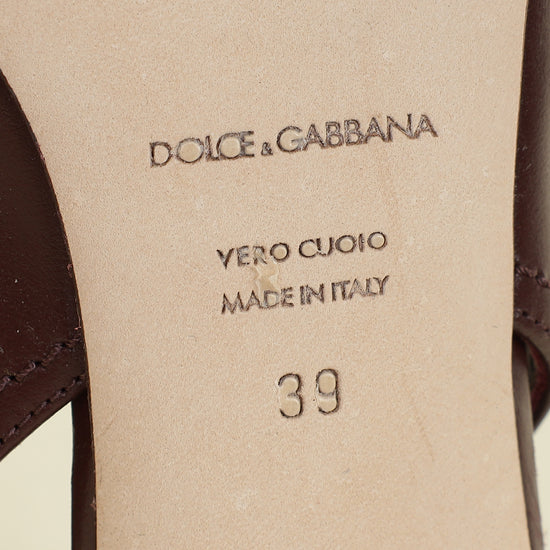 DOLCE & GABBANA
VERO CUOIO
MADE IN ITALY
39